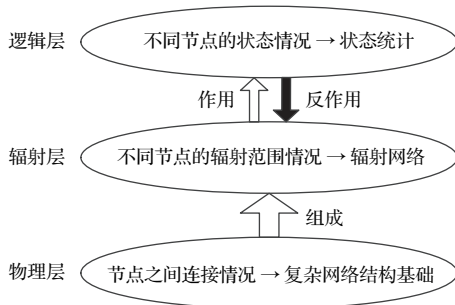 逻辑层 不同节点的状态情况→状态统计
作用 反作用
辐射层 不同节点的辐射范围情况→辐射网络
组成
物理层 节点之间连接情况→复杂网络结构基础